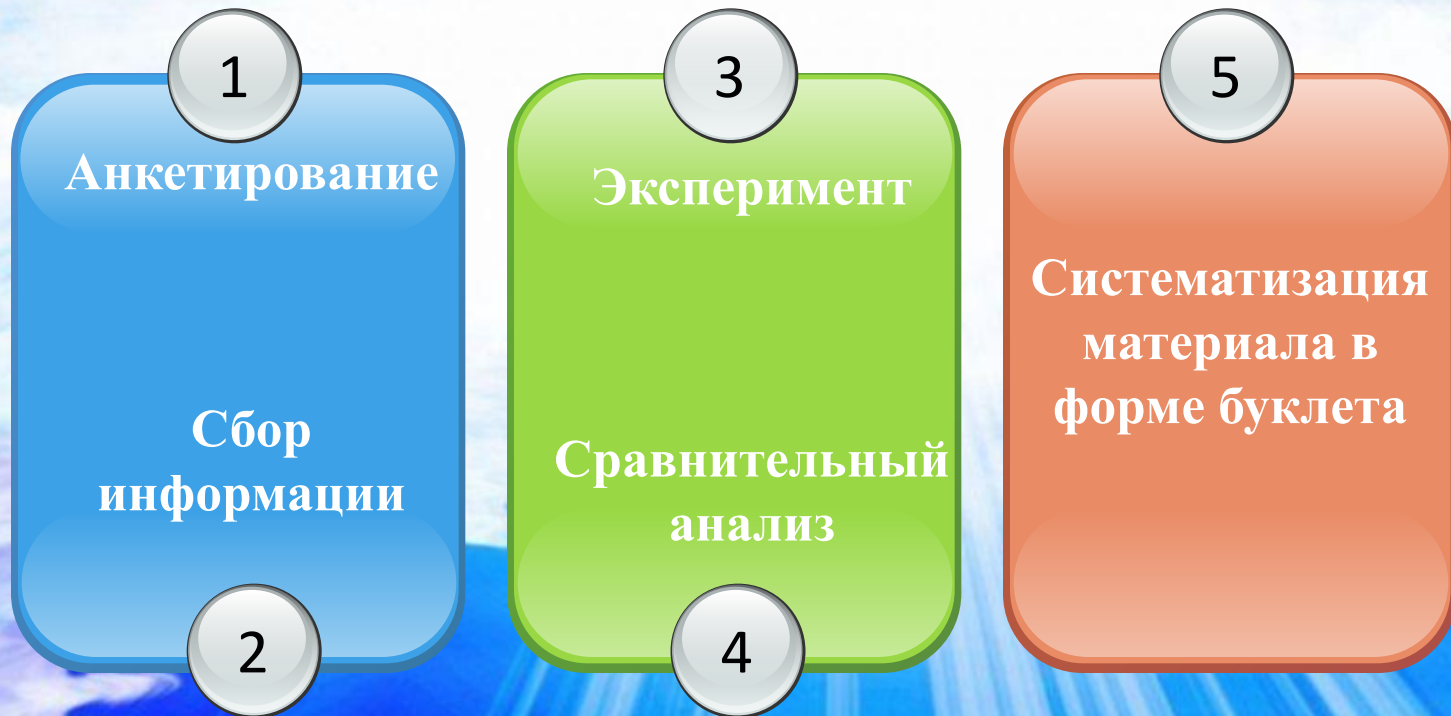 1
Анкетирование
Сбор
информации
2
3
Эксперимент
Сравнительный
анализ
4
5
Систематизация
материала в
форме буклета